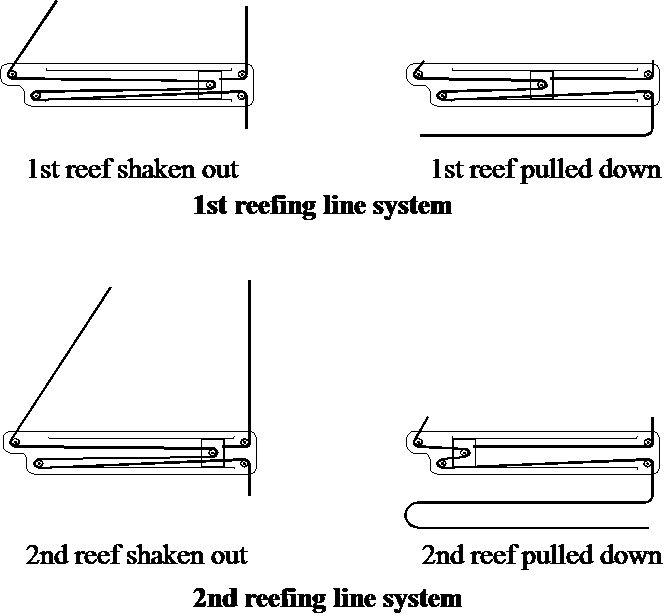 1st reef shaken out
1st reef pulled down
1st reefing line system
2nd reef shaken out
2nd reef pulled down
2nd reefing line system